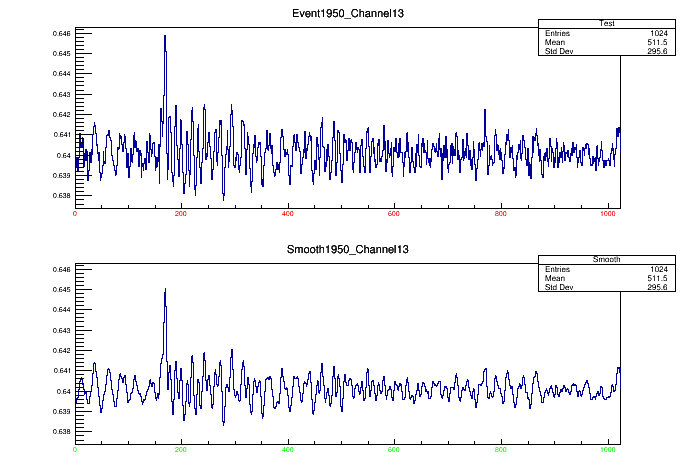 Event1950_Channel13
Test
Entries 1024
Mean 511.5
Std Dev 295.6
0.646
0.645
0.644
0.643
0.642
0.641
0.64
0.639
0.638
0 200 400 600 800 1000
Smooth1950_Channel13
Smooth
Entries 1024
Mean 511.5
Std Dev 295.6
0.646
0.645
0.644
0.643
0.642
0.641
0.64
0.639
0.638
0 200 400 600 800 1000